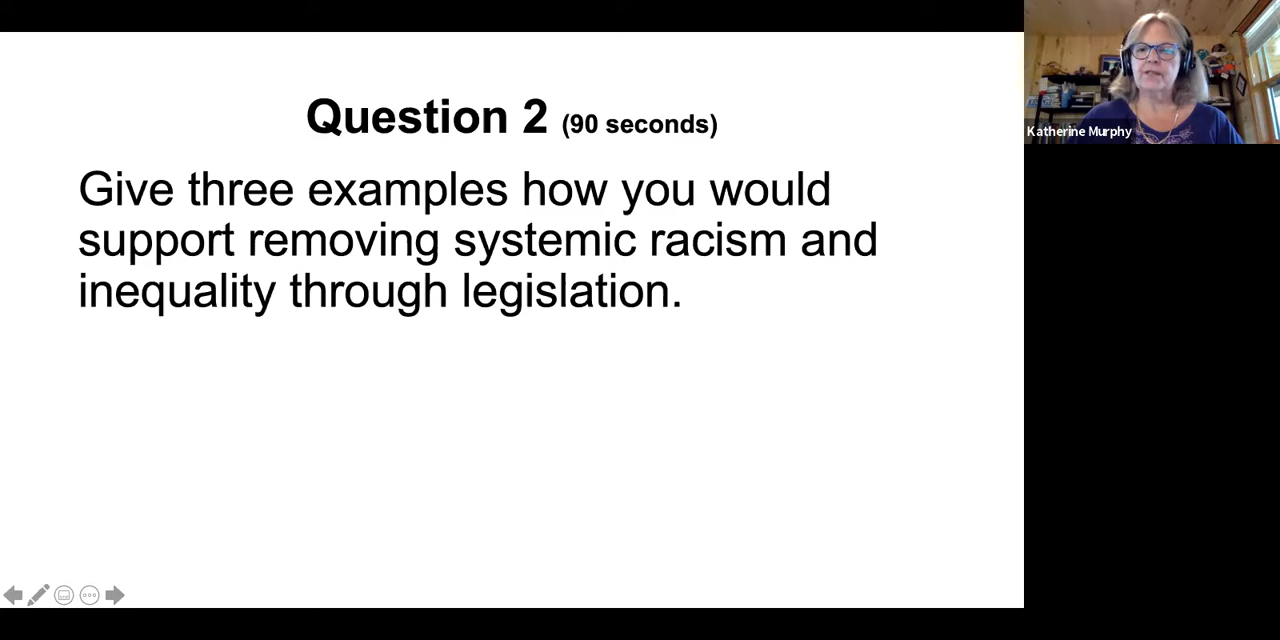 Question 2 (90 seconds)
Give three examples how you would
support removing systemic racism and
inequality through legislation.
Katherine Murphy